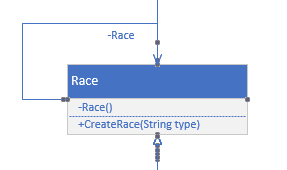 -Race
Race
-Race()
+CreateRace(String type)